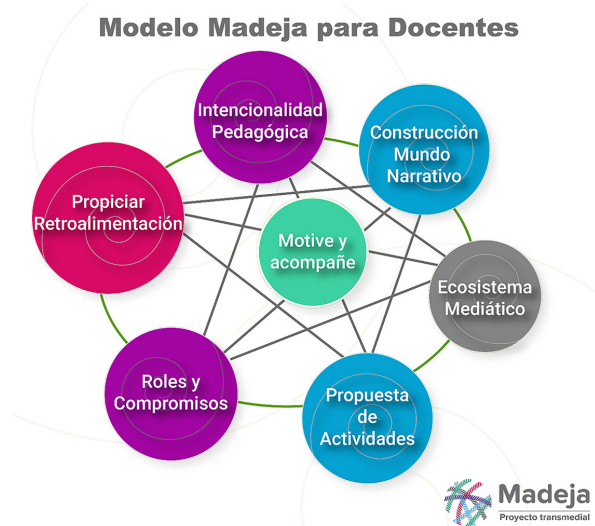 Modelo Madeja para Docentes
Intencionalidad
Pedagógica
Construcción
Mundo
Narrativo
Propiciar
Retroalimentación
Motive y
acompañe
Ecosistema
Mediático
Roles y
Compromisos
Propuesta
de
Actividades
Madeja
Proyecto transmedial